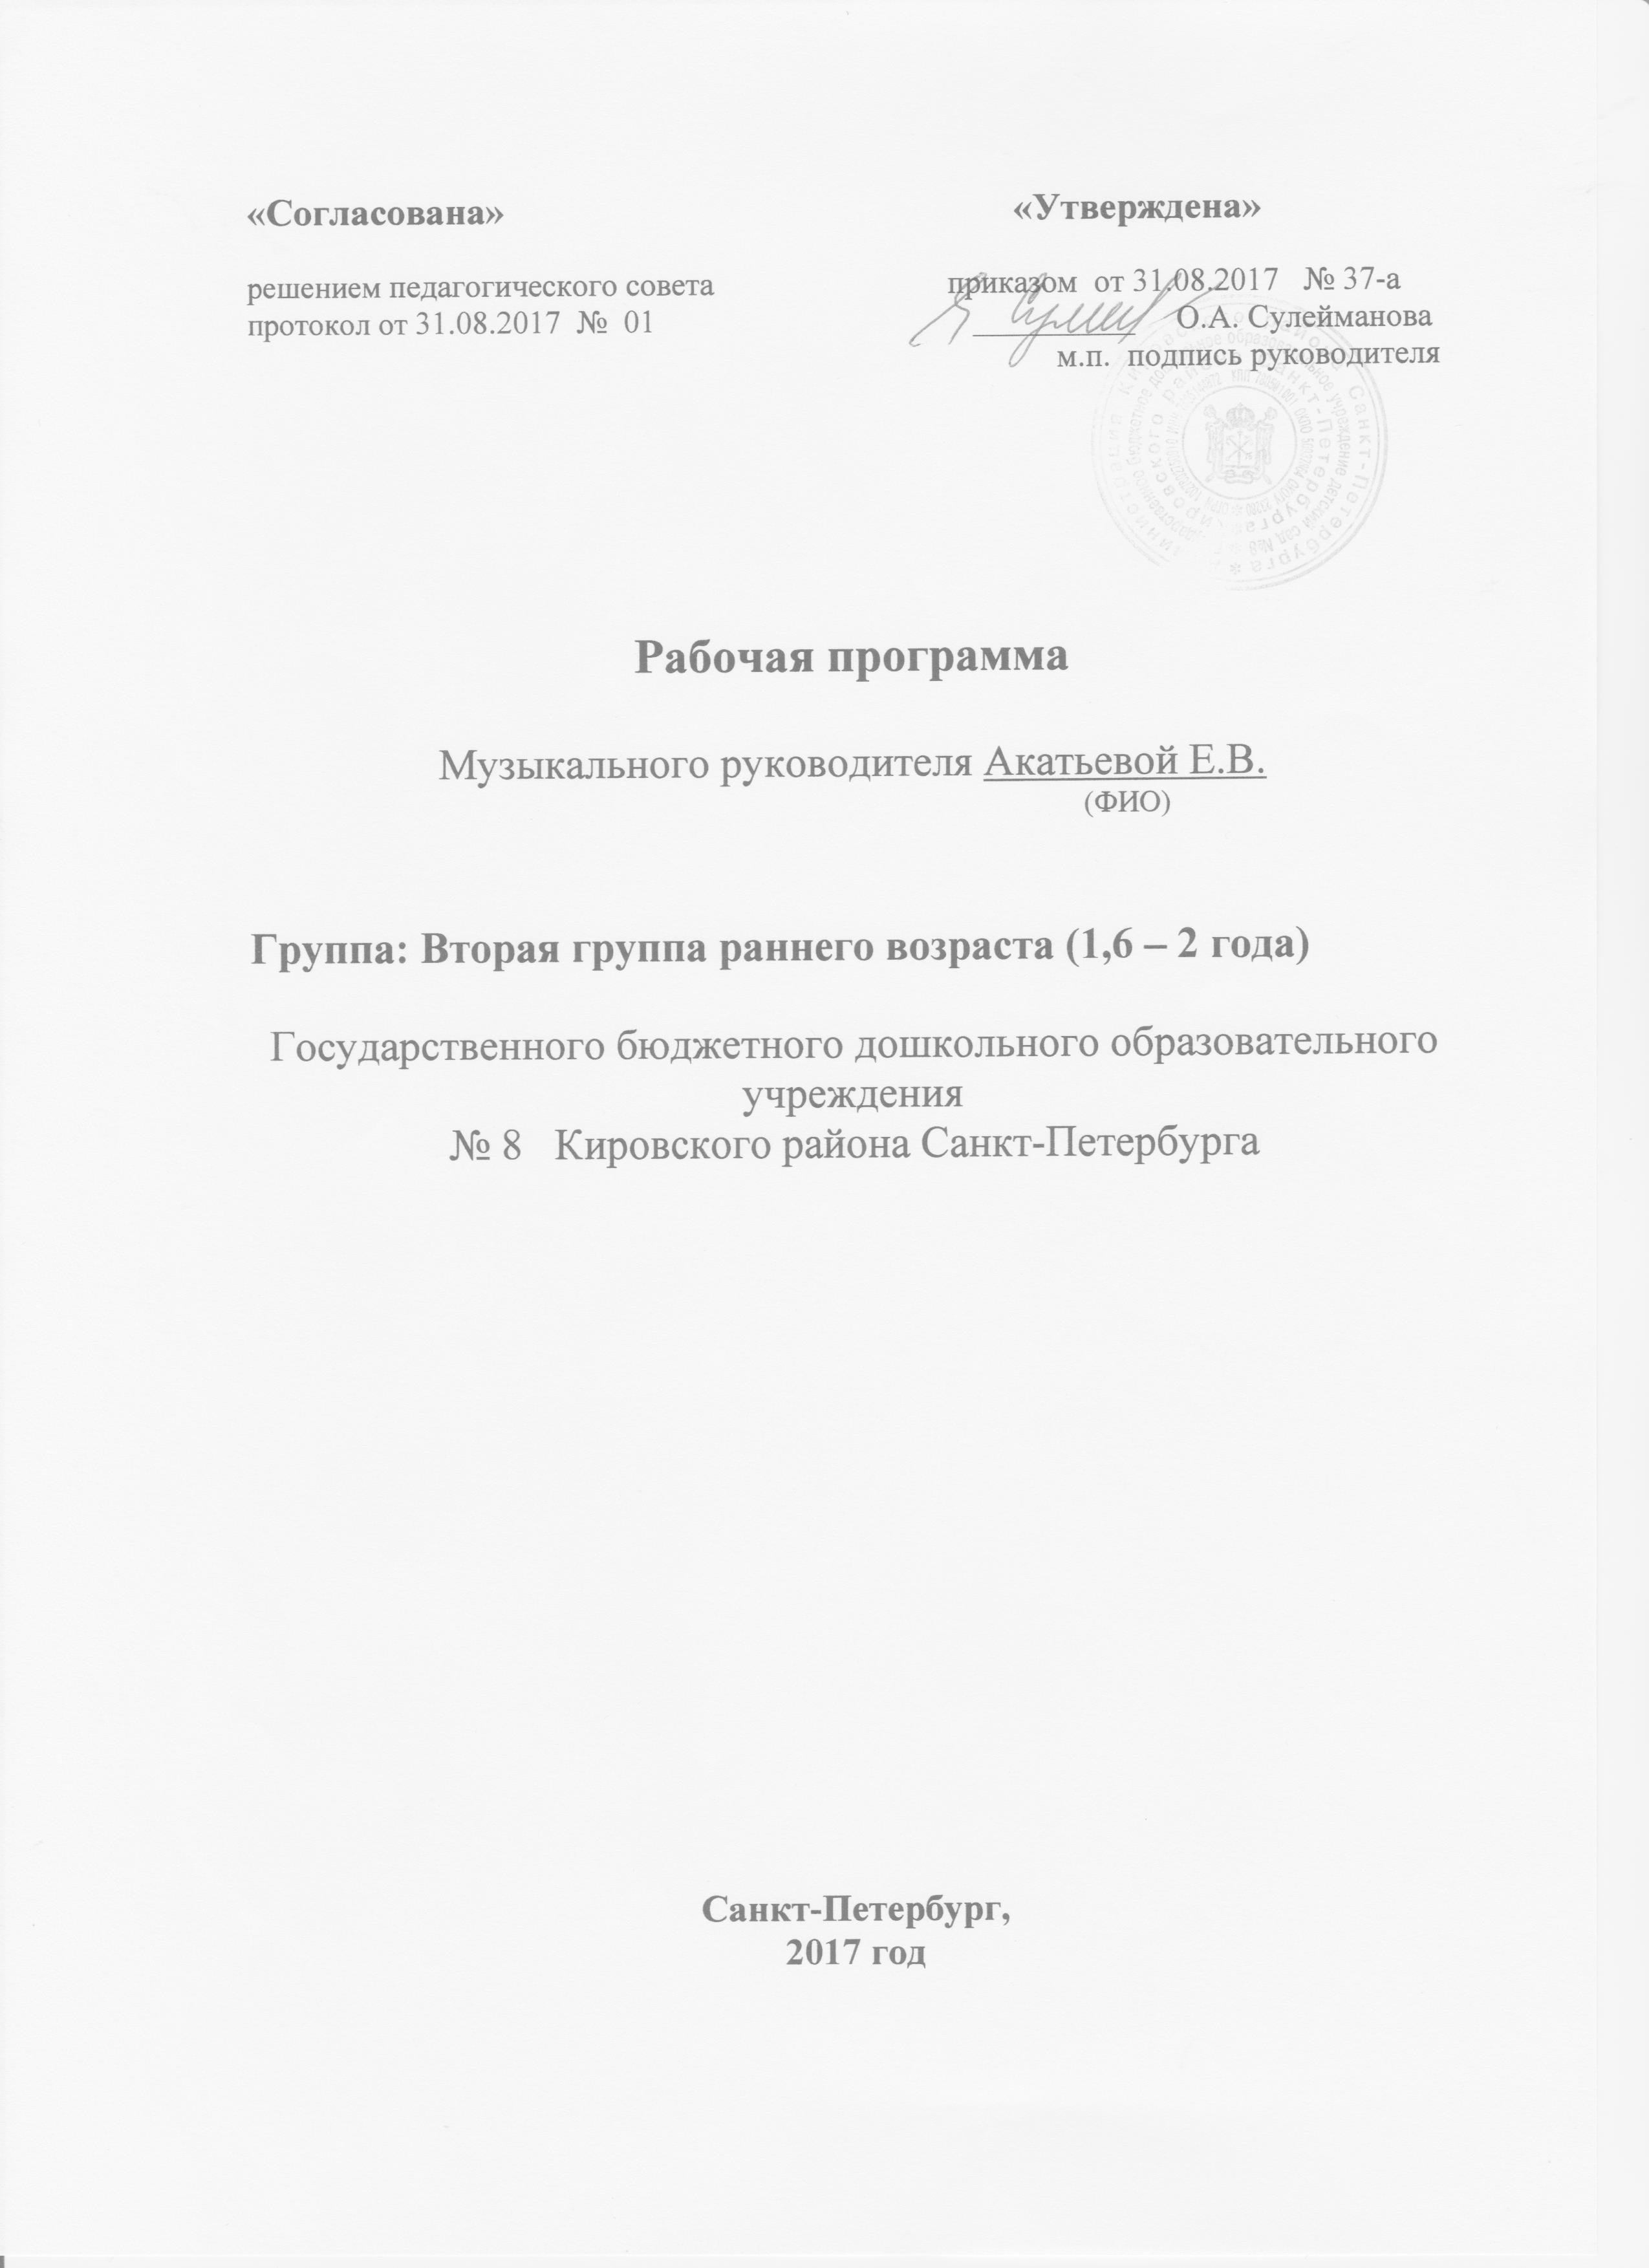 «Согласована»
решением педагогического совета
протокол от 31.08.2017 № 01
«Утверждена»
приказом от 31.08.2017 № 37-а
О.А. Сулейманова
м.п. подпись руководителя
Рабочая программа
Музыкального руководителя Акатьевой Е.В.
(ФИО)
Группа: Вторая группа раннего возраста (1,6 – 2 года)
Государственного бюджетного дошкольного образовательного
учреждения
№ 8 Кировского района Санкт-Петербурга
Санкт-Петербург,
2017 год